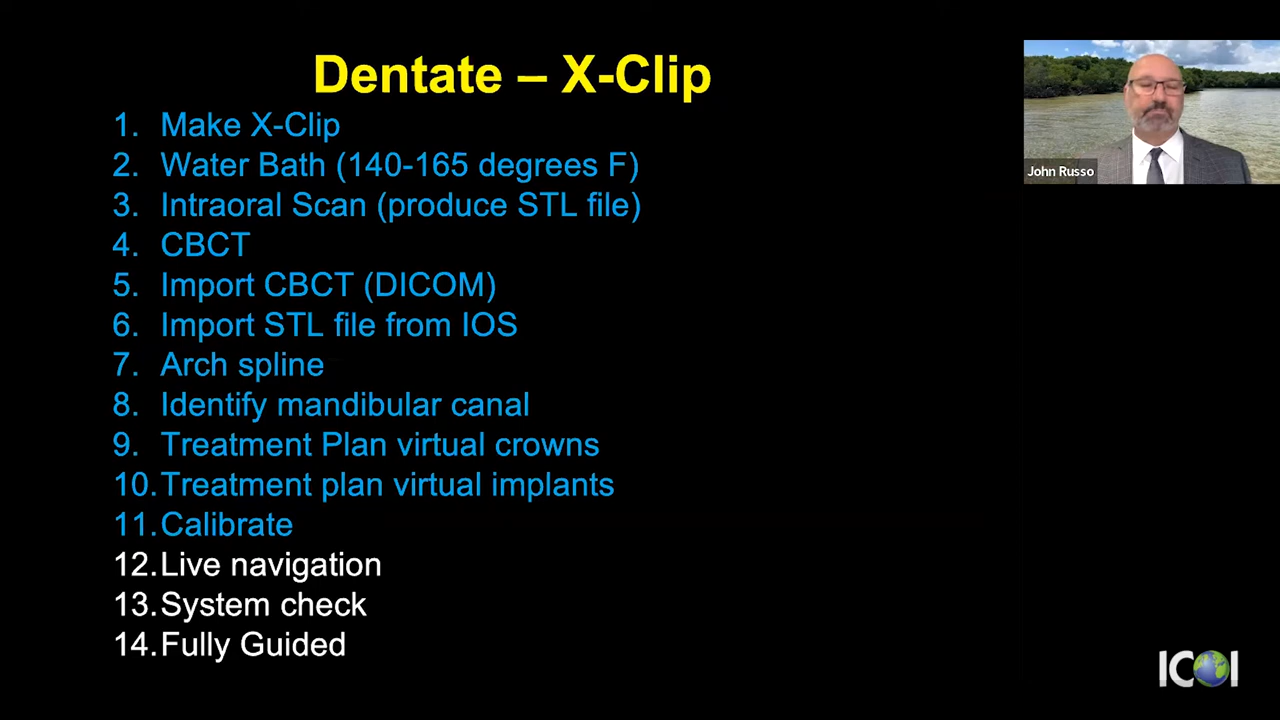 Dentate – X-Clip
1. Make X-Clip
2. Water Bath (140-165 degrees F)
3. Intraoral Scan (produce STL file)
4. CBCT
5. Import CBCT (DICOM)
6. Import STL file from IOS
7. Arch spline
8. Identify mandibular canal
9. Treatment Plan virtual crowns
10. Treatment plan virtual implants
11. Calibrate
12. Live navigation
13. System check
14. Fully Guided
John Russo
ICOI